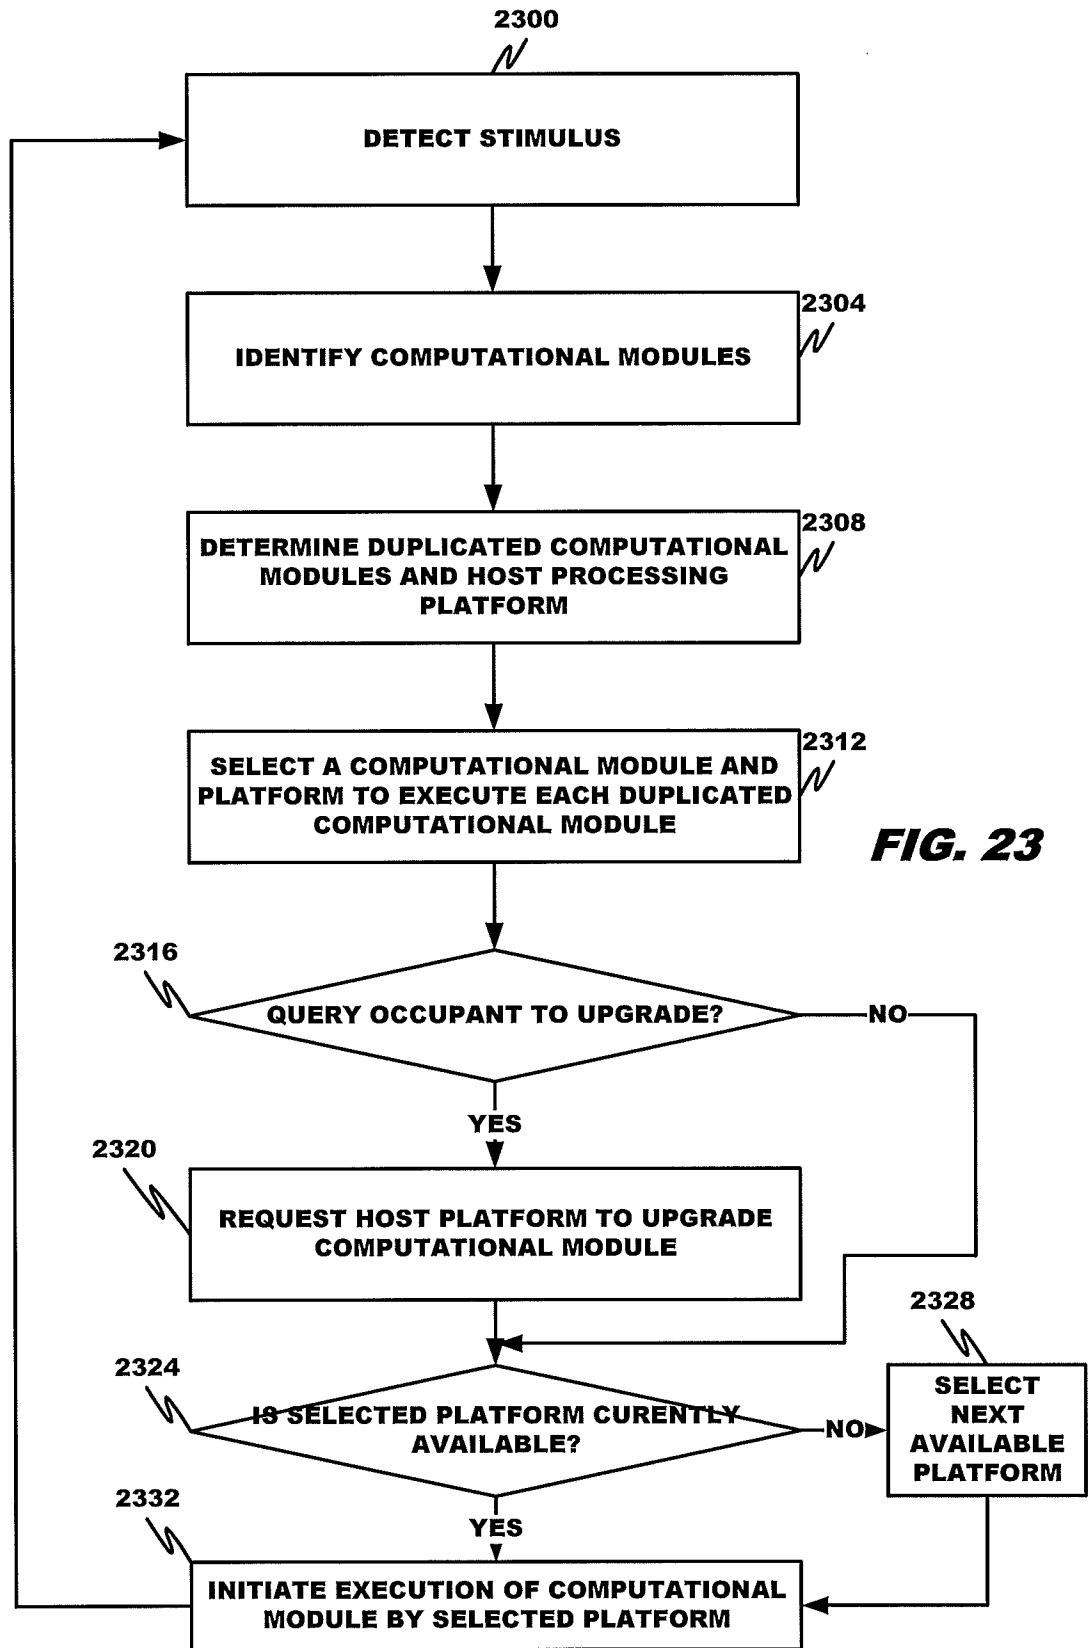 2300
DETECT STIMULUS
2304
IDENTIFY COMPUTATIONAL MODULES
2308
DETERMINE DUPLICATED COMPUTATIONAL
MODULES AND HOST PROCESSING
PLATFORM
2312
SELECT A COMPUTATIONAL MODULE AND
PLATFORM TO EXECUTE EACH DUPLICATED
COMPUTATIONAL MODULE
FIG. 23
2316
QUERY OCCUPANT TO UPGRADE?
NO
YES
2320
REQUEST HOST PLATFORM TO UPGRADE
COMPUTATIONAL MODULE
2324
IS SELECTED PLATFORM CURENTLY
AVAILABLE?
NO
2328
SELECT
NEXT
AVAILABLE
PLATFORM
YES
2332
INITIATE EXECUTION OF COMPUTATIONAL
MODULE BY SELECTED PLATFORM